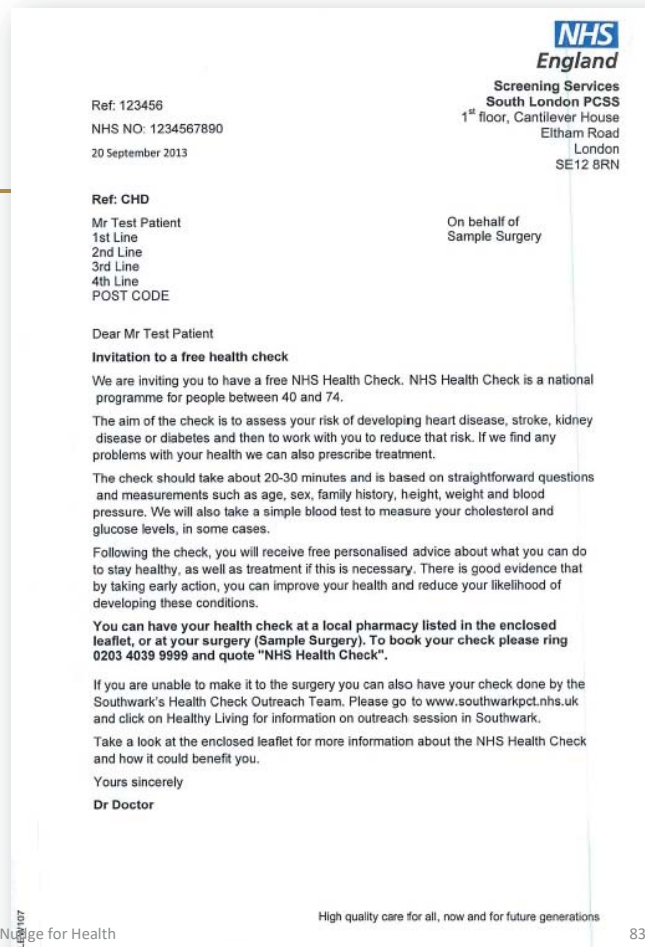 NHS
England
Screening Services
South London PCSS
1st floor, Cantilever House
Eltham Road
London
SE12 8RN
Ref: 123456
NHS NO: 1234567890
20 September 2013
Ref: CHD
Mr Test Patient
1st Line
2nd Line
3rd Line
4th Line
POST CODE
On behalf of
Sample Surgery
Dear Mr Test Patient
Invitation to a free health check
We are inviting you to have a free NHS Health Check. NHS Health Check is a national
programme for people between 40 and 74.
The aim of the check is to assess your risk of developing heart disease, stroke, kidney
disease or diabetes and then to work with you to reduce that risk. If we find any
problems with your health we can also prescribe treatment.
The check should take about 20-30 minutes and is based on straightforward questions
and measurements such as age, sex, family history, height, weight and blood
pressure. We will also take a simple blood test to measure your cholesterol and
glucose levels, in some cases.
Following the check, you will receive free personalised advice about what you can do
to stay healthy, as well as treatment if this is necessary. There is good evidence that
by taking early action, you can improve your health and reduce your likelihood of
developing these conditions.
You can have your health check at a local pharmacy listed in the enclosed
leaflet, or at your surgery (Sample Surgery). To book your check please ring
0203 4039 9999 and quote "NHS Health Check".
If you are unable to make it to the surgery you can also have your check done by the
Southwark's Health Check Outreach Team. Please go to www.southwarkpct.nhs.uk
and click on Healthy Living for information on outreach session in Southwark.
Take a look at the enclosed leaflet for more information about the NHS Health Check
and how it could benefit you.
Yours sincerely
Dr Doctor
High quality care for all, now and for future generations
Nudge for Health
83